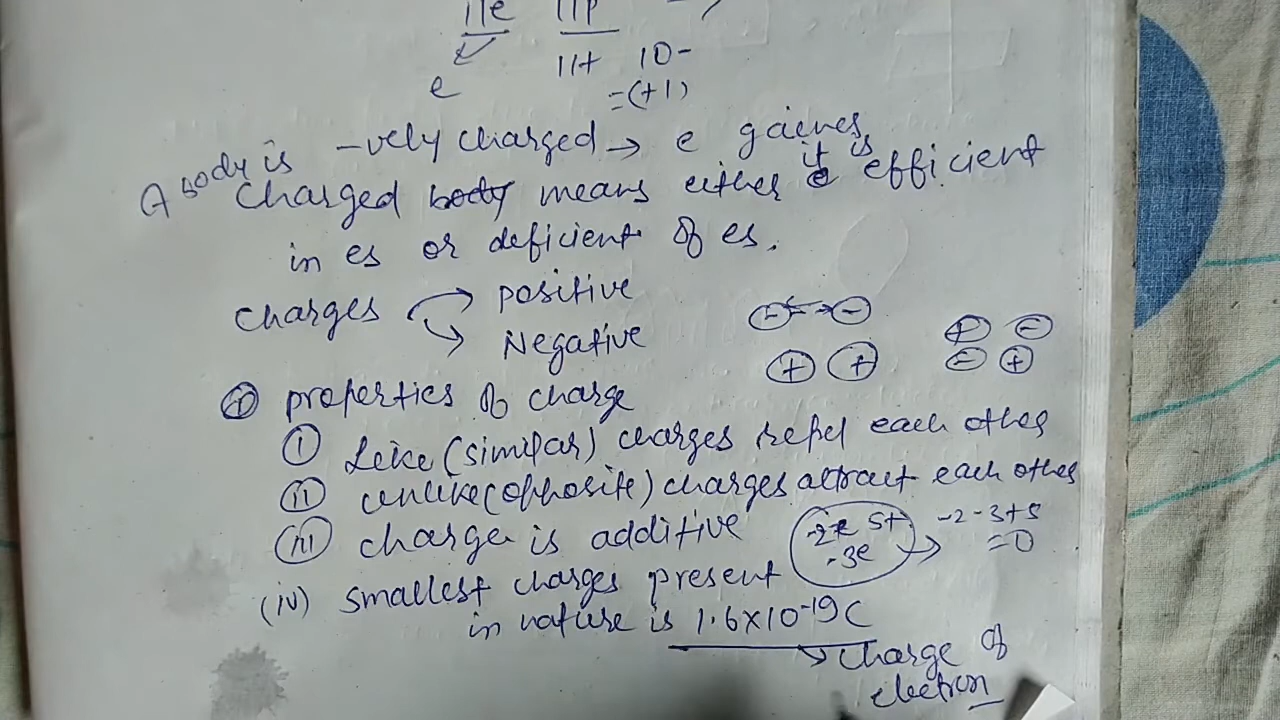 11e 11p →
e 11+ 10-
=(+1)
-vely charged → e gaines
A body is charged body means either it is efficient
in es or deficient of es.
charges → positive
→ Negative
- -
+ - + + - +
properties of charge
(i) Like (similar) charges repel each other
(ii) unlike (opposite) charges attract each other
(iii) charge is additive -2e 5+ → -2-3+5
-3e =0
(iv) smallest charges present
in nature is 1.6x10-19C
→ charge of
electron